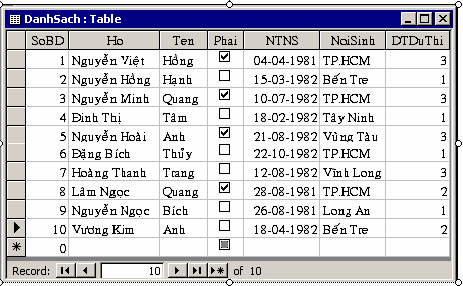 DanhSach : Table
SoBD Ho Ten Phai NTNS NoiSinh DTDuThi
1 Nguyễn Việt Hồng 04-04-1981 TP.HCM 3
2 Nguyễn Hồng Hạnh 15-03-1982 Bến Tre 1
3 Nguyễn Minh Quang 10-07-1982 TP.HCM 3
4 Đinh Thị Tâm 18-02-1982 Tây Ninh 1
5 Nguyễn Hoài Anh 21-08-1982 Vũng Tàu 3
6 Đặng Bích Thủy 22-10-1982 TP.HCM 1
7 Hoàng Thanh Trang 12-08-1982 Vĩnh Long 3
8 Lâm Ngọc Quang 28-08-1981 TP.HCM 2
9 Nguyễn Ngọc Bích 26-08-1981 Long An 1
10 Vương Kim Anh 18-04-1982 Bến Tre 2
0
Record: 10 of 10